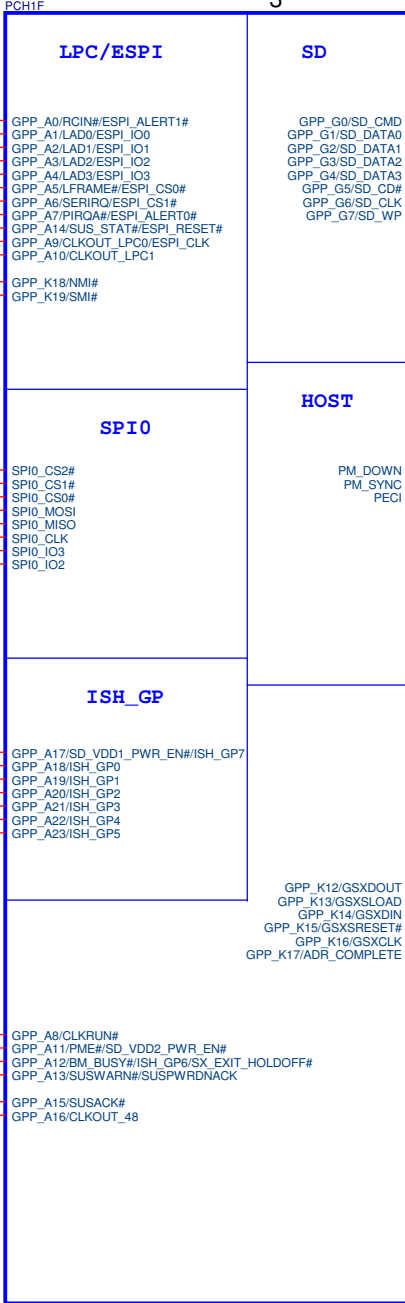 PCH1F
LPC/ESPI
GPP_A0/RCIN#/ESPI_ALERT1#
GPP_A1/LAD0/ESPI_IO0
GPP_A2/LAD1/ESPI_IO1
GPP_A3/LAD2/ESPI_IO2
GPP_A4/LAD3/ESPI_IO3
GPP_A5/LFRAME#/ESPI_CS0#
GPP_A6/SERIRQ/ESPI_CS1#
GPP_A7/PIRQA#/ESPI_ALERT0#
GPP_A14/SUS_STAT#/ESPI_RESET#
GPP_A9/CLKOUT_LPC0/ESPI_CLK
GPP_A10/CLKOUT_LPC1
GPP_K18/NMI#
GPP_K19/SMI#
SD
GPP_G0/SD_CMD
GPP_G1/SD_DATA0
GPP_G2/SD_DATA1
GPP_G3/SD_DATA2
GPP_G4/SD_DATA3
GPP_G5/SD_CD#
GPP_G6/SD_CLK
GPP_G7/SD_WP
SPI0
SPI0_CS2#
SPI0_CS1#
SPI0_CS0#
SPI0_MOSI
SPI0_MISO
SPI0_CLK
SPI0_IO3
SPI0_IO2
HOST
PM_DOWN
PM_SYNC
PECI
ISH_GP
GPP_A17/SD_VDD1_PWR_EN#/ISH_GP7
GPP_A18/ISH_GP0
GPP_A19/ISH_GP1
GPP_A20/ISH_GP2
GPP_A21/ISH_GP3
GPP_A22/ISH_GP4
GPP_A23/ISH_GP5
GPP_K12/GSXDOUT
GPP_K13/GSXSLOAD
GPP_K14/GSXDIN
GPP_K15/GSXSRESET#
GPP_K16/GSXCLK
GPP_K17/ADR_COMPLETE
GPP_A8/CLKRUN#
GPP_A11/PME#/SD_VDD2_PWR_EN#
GPP_A12/BM_BUSY#/ISH_GP6/SX_EXIT_HOLDOFF#
GPP_A13/SUSWARN#/SUSPWRDNACK
GPP_A15/SUSACK#
GPP_A16/CLKOUT_48